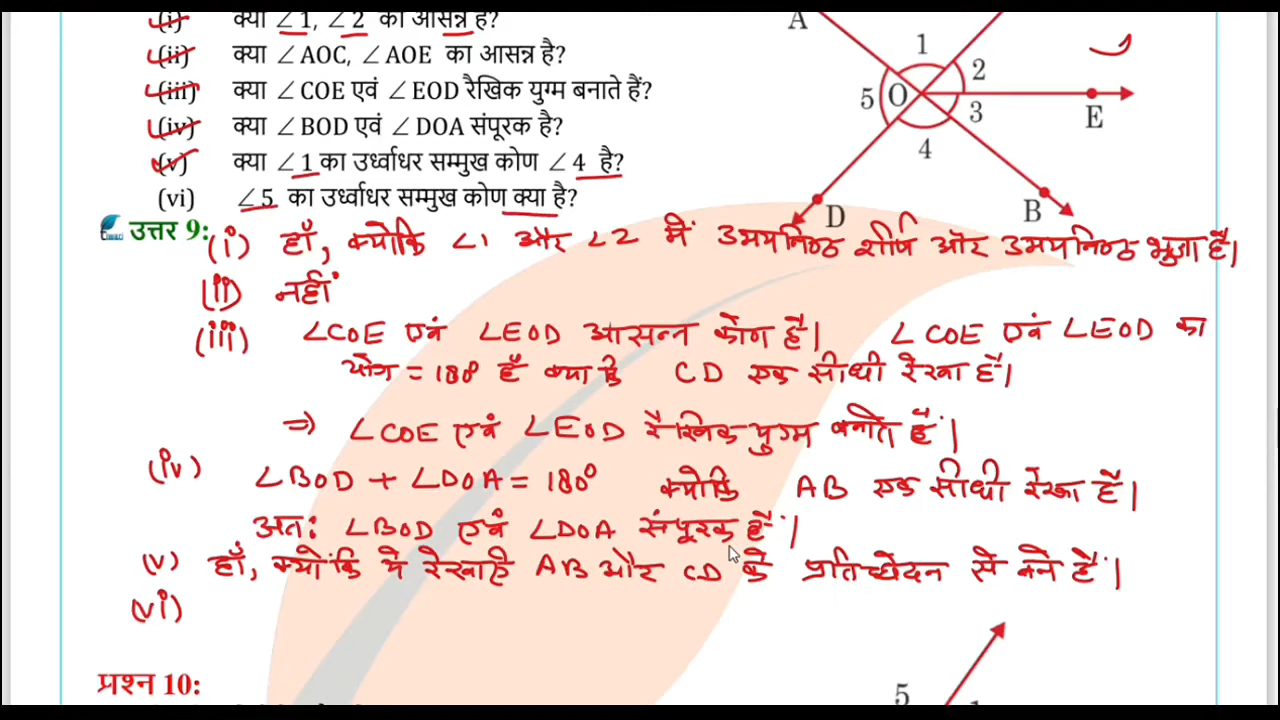 (i) क्या ∠1, ∠2 का आसन्न है?
(ii) क्या ∠AOC, ∠AOE का आसन्न है?
(iii) क्या ∠COE एवं ∠EOD रैखिक युग्म बनाते हैं?
(iv) क्या ∠BOD एवं ∠DOA संपूरक है?
(v) क्या ∠1 का उर्ध्वाधर सम्मुख कोण ∠4 है?
(vi) ∠5 का उर्ध्वाधर सम्मुख कोण क्या है?
A
1
2
5
O
3
E
4
D
B
उत्तर 9:
(i) हाँ, क्योंकि ∠1 और ∠2 में उभयनिष्ठ शीर्ष और उभयनिष्ठ भुजा है।
(ii) नहीं
(iii) ∠COE एवं ∠EOD आसन्न कोण हैं। ∠COE एवं ∠EOD का
योग = 180° है क्योंकि CD एक सीधी रेखा है।
⇒ ∠COE एवं ∠EOD रैखिक युग्म बनाते हैं।
(iv) ∠BOD + ∠DOA = 180° क्योंकि AB एक सीधी रेखा है।
अतः ∠BOD एवं ∠DOA संपूरक हैं।
(v) हाँ, क्योंकि ये रेखाएँ AB और CD के प्रतिच्छेदन से बने हैं।
(vi)
प्रश्न 10:
5